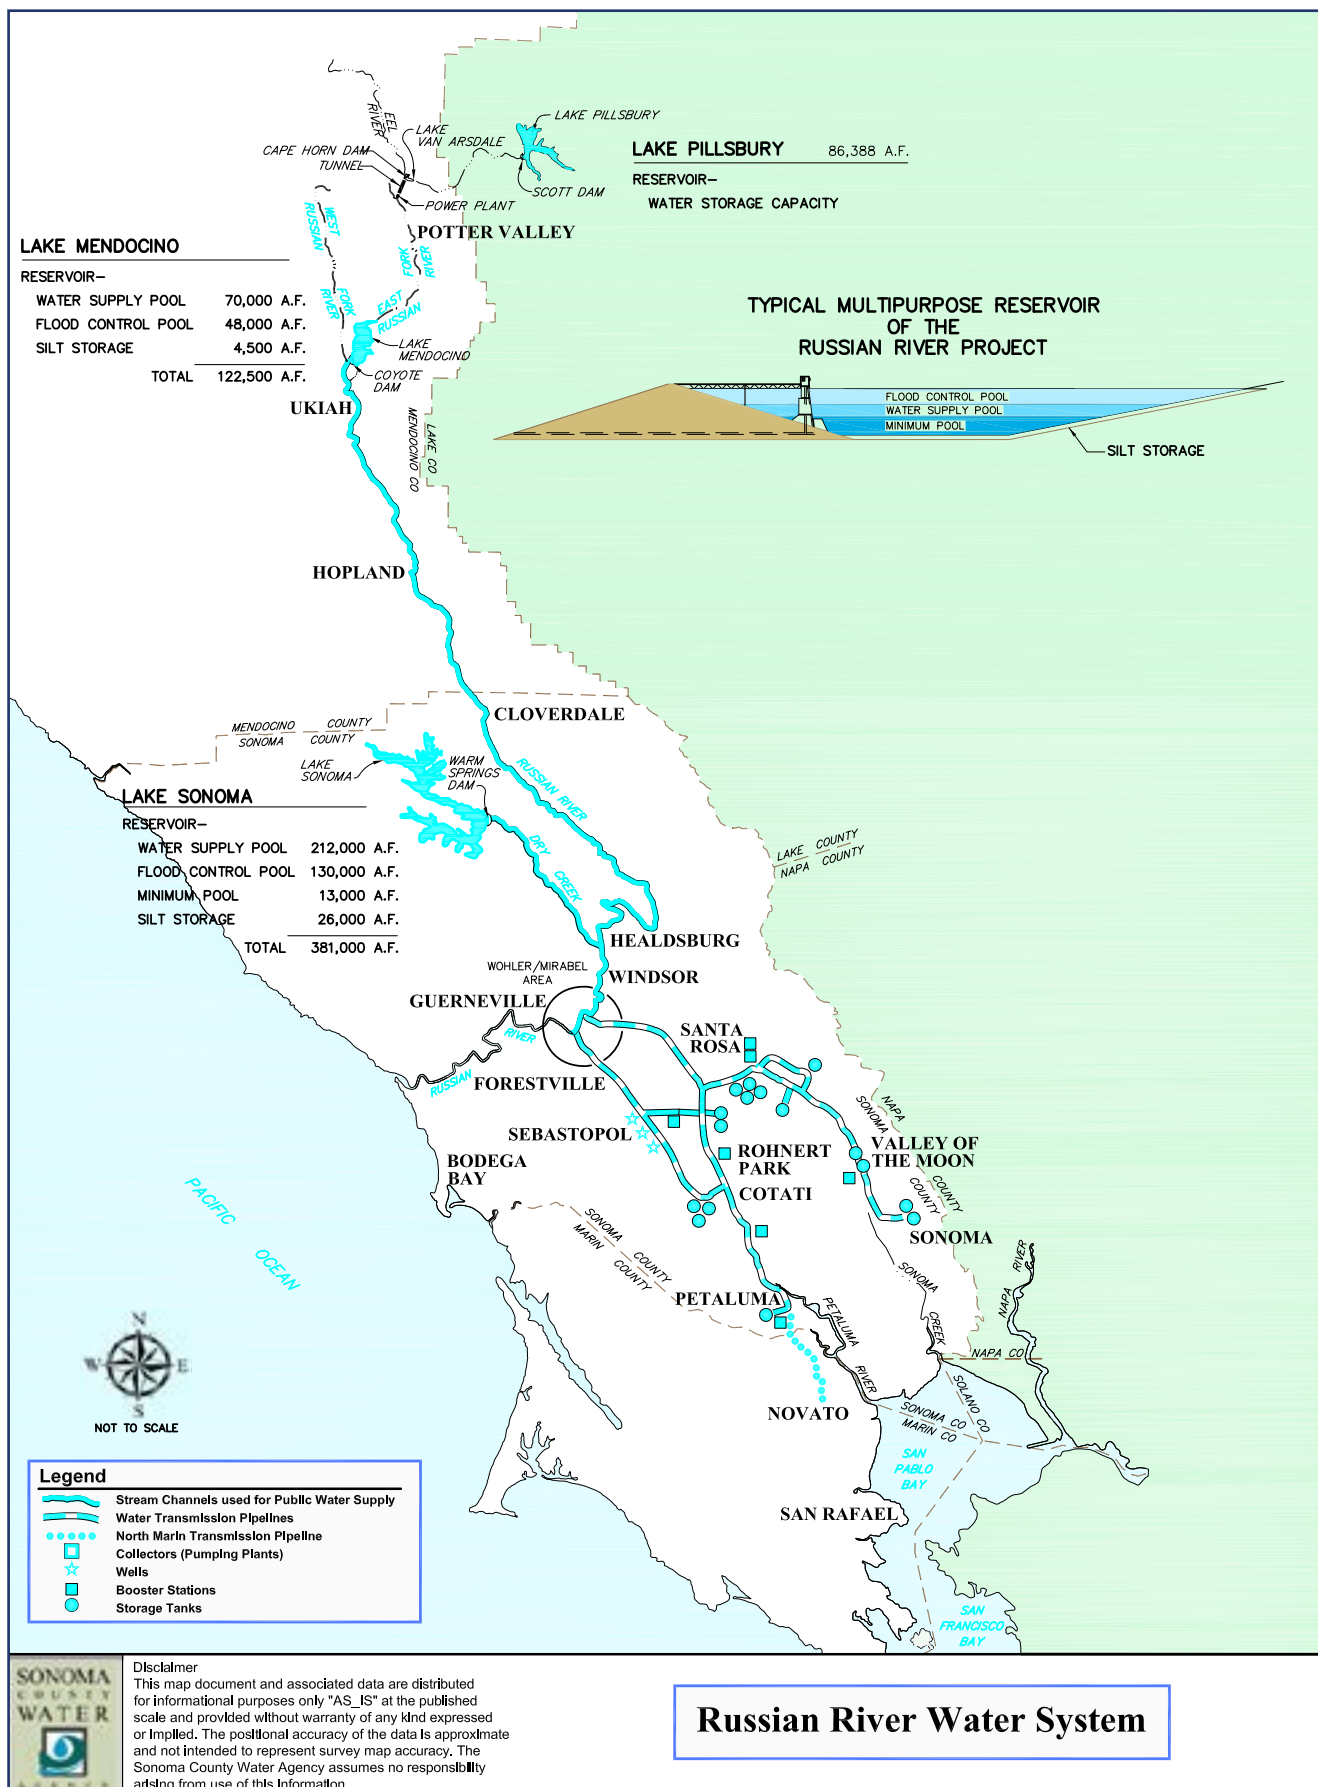 EEL
RIVER
LAKE
VAN ARSDALE
LAKE PILLSBURY
CAPE HORN DAM
TUNNEL
SCOTT DAM
POWER PLANT
POTTER VALLEY
LAKE PILLSBURY 86,388 A.F.
RESERVOIR–
WATER STORAGE CAPACITY
WEST FORK
RUSSIAN RIVER
EAST FORK
RUSSIAN RIVER
LAKE MENDOCINO
RESERVOIR–
WATER SUPPLY POOL 70,000 A.F.
FLOOD CONTROL POOL 48,000 A.F.
SILT STORAGE 4,500 A.F.
TOTAL 122,500 A.F.
LAKE
MENDOCINO
COYOTE
DAM
UKIAH
LAKE CO
MENDOCINO CO
TYPICAL MULTIPURPOSE RESERVOIR
OF THE
RUSSIAN RIVER PROJECT
FLOOD CONTROL POOL
WATER SUPPLY POOL
MINIMUM POOL
SILT STORAGE
HOPLAND
CLOVERDALE
MENDOCINO COUNTY
SONOMA COUNTY
LAKE
SONOMA
WARM
SPRINGS
DAM
RUSSIAN RIVER
LAKE SONOMA
RESERVOIR–
WATER SUPPLY POOL 212,000 A.F.
FLOOD CONTROL POOL 130,000 A.F.
MINIMUM POOL 13,000 A.F.
SILT STORAGE 26,000 A.F.
TOTAL 381,000 A.F.
DRY
CREEK
LAKE COUNTY
NAPA COUNTY
HEALDSBURG
WOHLER/MIRABEL
AREA
WINDSOR
GUERNEVILLE
RUSSIAN RIVER
SANTA
ROSA
FORESTVILLE
SEBASTOPOL
BODEGA
BAY
ROHNERT
PARK
COTATI
VALLEY OF
THE MOON
NAPA COUNTY
SONOMA COUNTY
SONOMA
PACIFIC
OCEAN
SONOMA COUNTY
MARIN COUNTY
PETALUMA
PETALUMA RIVER
SONOMA CREEK
NAPA RIVER
NAPA CO
SOLANO CO
SONOMA CO
MARIN CO
NOVATO
SAN
PABLO
BAY
SAN RAFAEL
SAN
FRANCISCO
BAY
N
W E
S
NOT TO SCALE
Legend
Stream Channels used for Public Water Supply
Water Transmission Pipelines
North Marin Transmission Pipeline
Collectors (Pumping Plants)
Wells
Booster Stations
Storage Tanks
SONOMA
COUNTY
WATER
AGENCY
Disclaimer
This map document and associated data are distributed
for informational purposes only "AS_IS" at the published
scale and provided without warranty of any kind expressed
or implied. The positional accuracy of the data is approximate
and not intended to represent survey map accuracy. The
Sonoma County Water Agency assumes no responsibility
arising from use of this information.
Russian River Water System